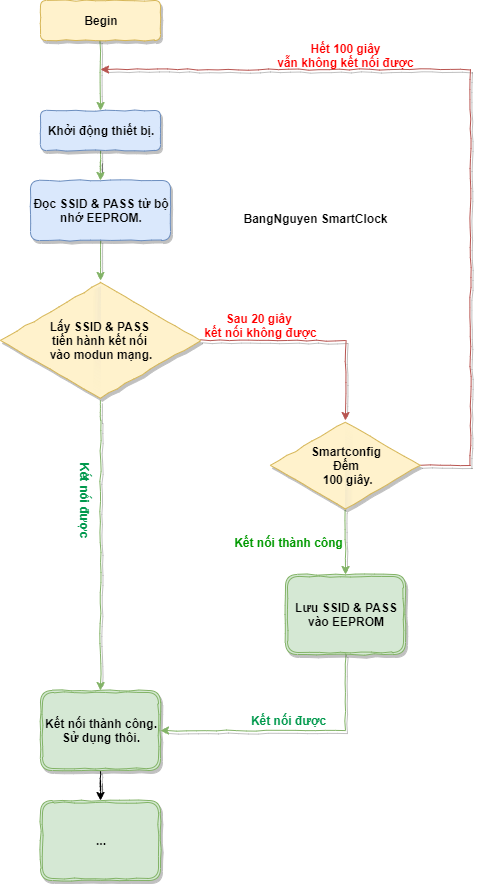 Begin
Hết 100 giây
vẫn không kết nối được
Khởi động thiết bị.
Đọc SSID & PASS từ bộ
nhớ EEPROM.
BangNguyen SmartClock
Lấy SSID & PASS
tiến hành kết nối
vào modun mạng.
Sau 20 giây
kết nối không được
Smartconfig
Đếm
100 giây.
Kết nối được
Kết nối thành công
Lưu SSID & PASS
vào EEPROM
Kết nối thành công.
Sử dụng thôi.
Kết nối được
...